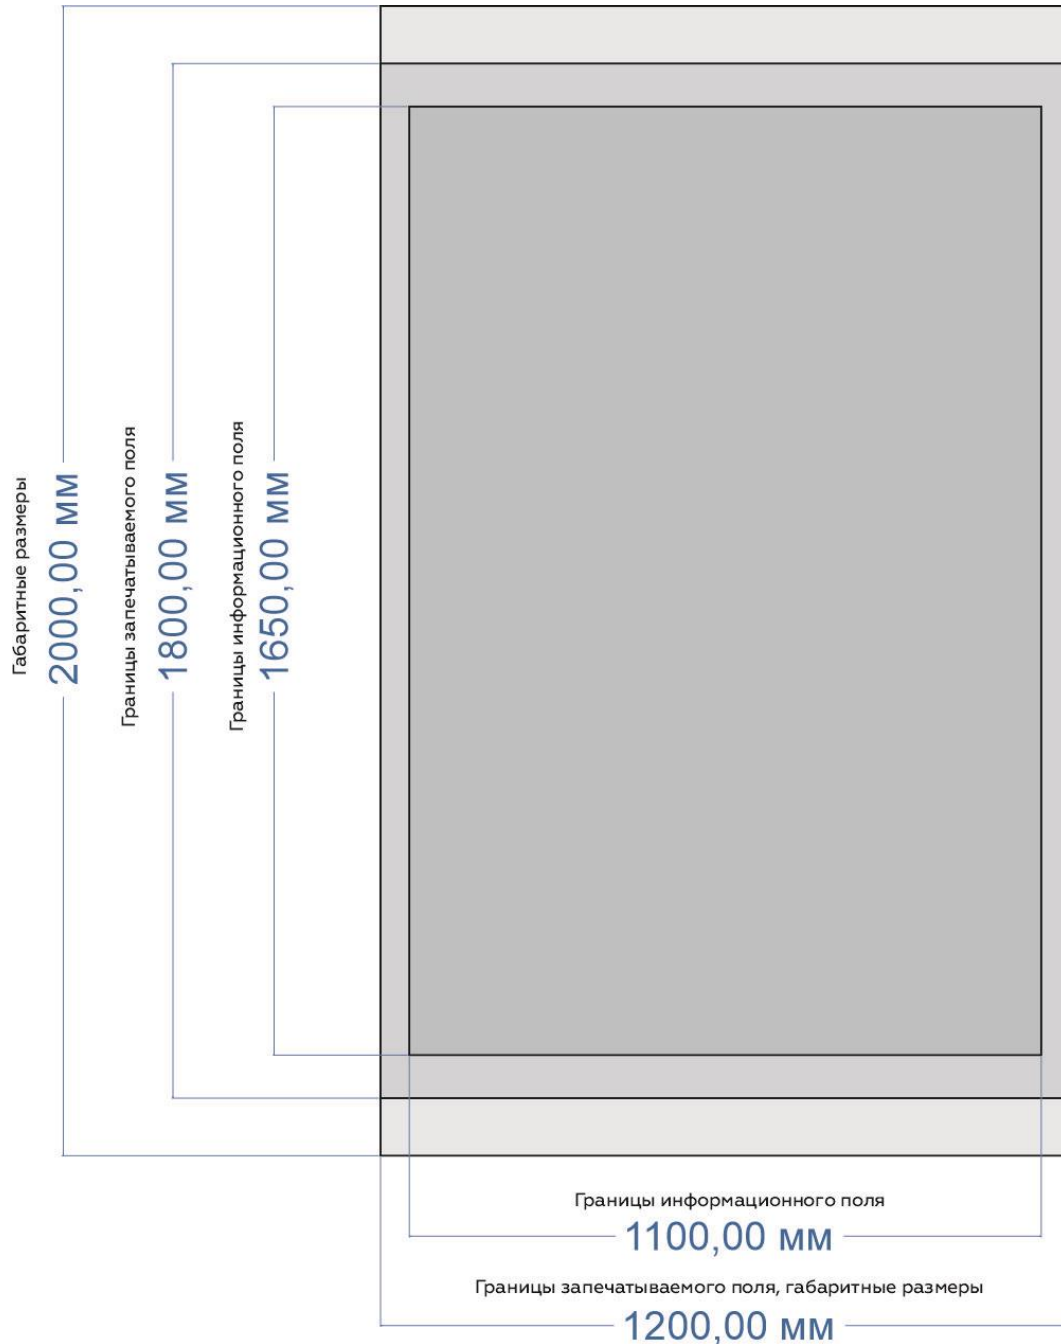 Габаритные размеры
2000,00 мм
Границы запечатываемого поля
1800,00 мм
Границы информационного поля
1650,00 мм
Границы информационного поля
1100,00 мм
Границы запечатываемого поля, габаритные размеры
1200,00 мм